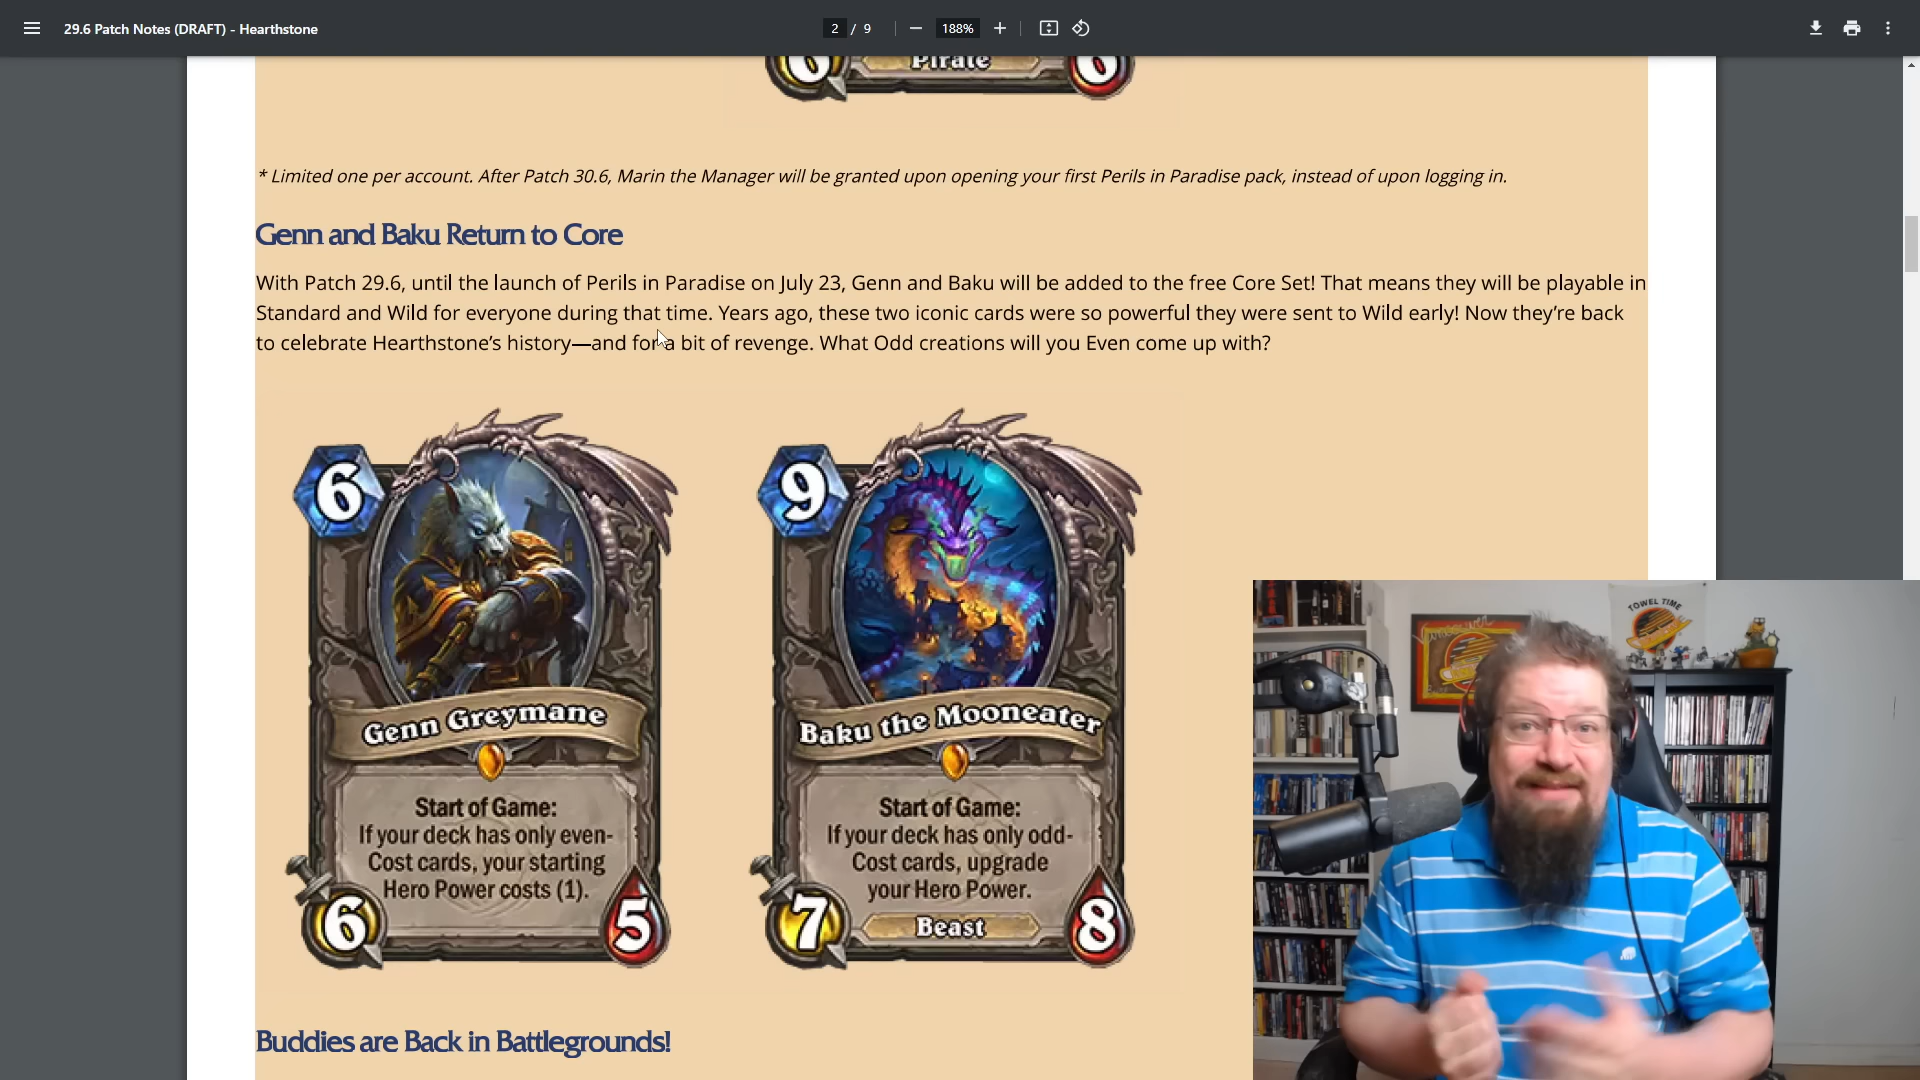 29.6 Patch Notes (DRAFT) - Hearthstone
2 / 9
188%
Pirate
6
6
* Limited one per account. After Patch 30.6, Marin the Manager will be granted upon opening your first Perils in Paradise pack, instead of upon logging in.
Genn and Baku Return to Core
With Patch 29.6, until the launch of Perils in Paradise on July 23, Genn and Baku will be added to the free Core Set! That means they will be playable in
Standard and Wild for everyone during that time. Years ago, these two iconic cards were so powerful they were sent to Wild early! Now they’re back
to celebrate Hearthstone’s history—and for a bit of revenge. What Odd creations will you Even come up with?
6
Genn Greymane
Start of Game:
If your deck has only even-
Cost cards, your starting
Hero Power costs (1).
6
5
9
Baku the Mooneater
Start of Game:
If your deck has only odd-
Cost cards, upgrade
your Hero Power.
7
Beast
8
TOWEL TIME
Buddies are Back in Battlegrounds!